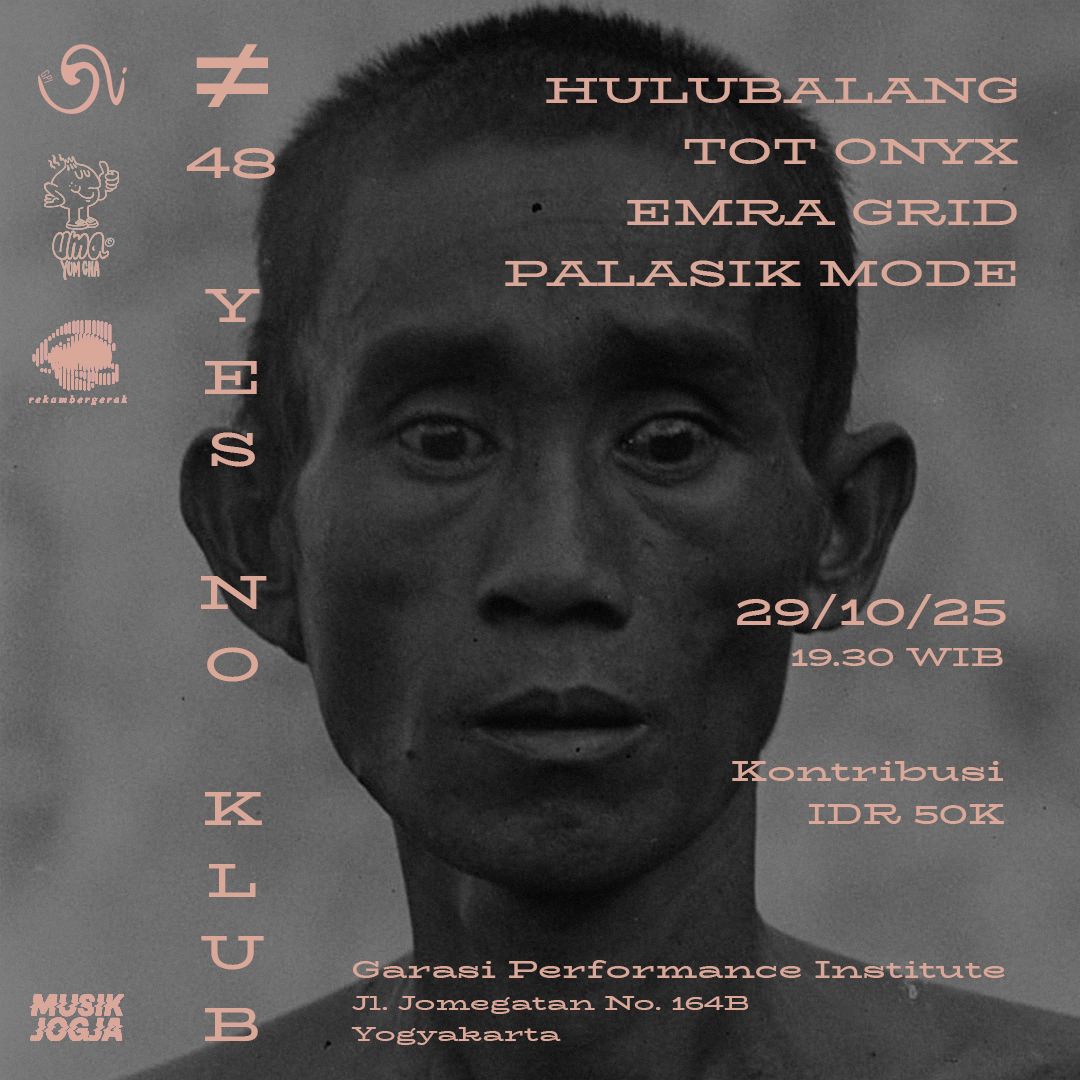 ≠
48
YES NO KLUB
HULUBALANG
TOT ONYX
EMRA GRID
PALASIK MODE
29/10/25
19.30 WIB
Kontribusi
IDR 50K
Garasi Performance Institute
Jl. Jomegatan No. 164B
Yogyakarta
GPI
uma
YUM CHA
rekambergerak
MUSIK
JOGJA